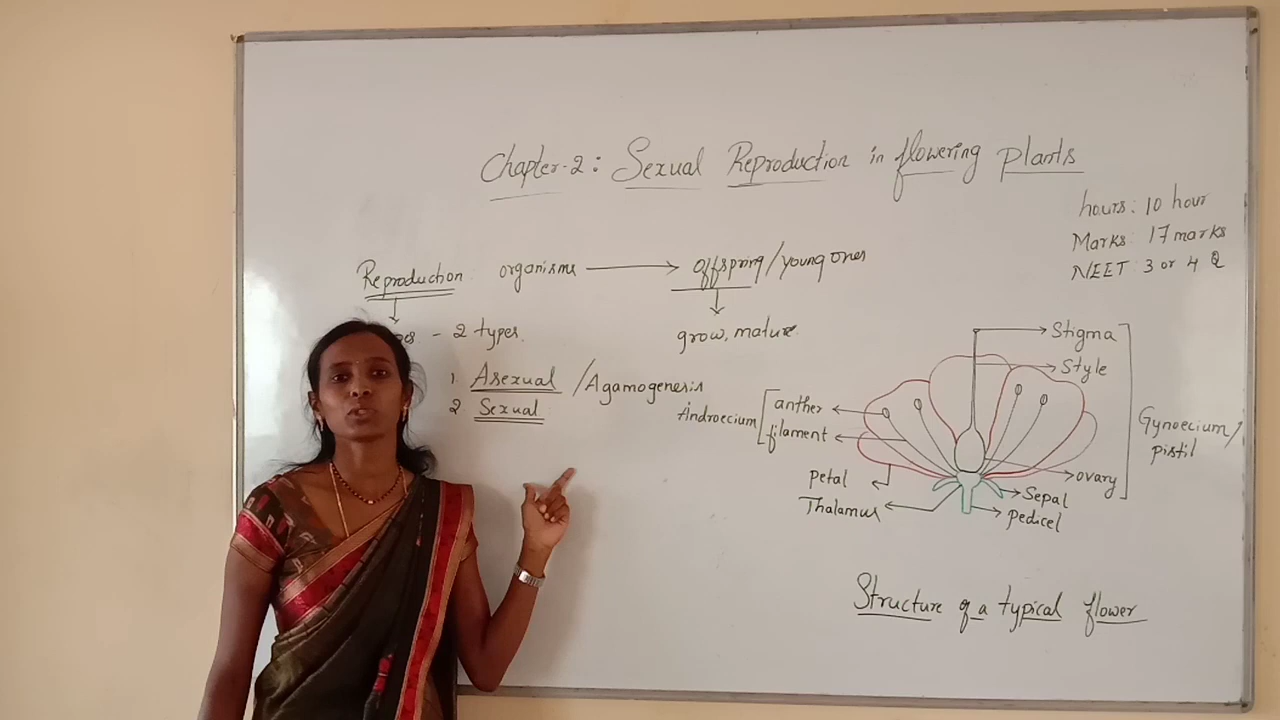 Chapter-2: Sexual Reproduction in flowering plants
hours: 10 hour
Marks: 17 marks
NEET: 3 or 4 Q
Reproduction organisms → offspring/young ones
- 2 types. grow, mature
1. Asexual /Agamogenesis
2 Sexual
Stigma
Style
Androecium
anther
filament
Gynoecium/
pistil
Petal
ovary
Thalamus
Sepal
pedicel
Structure of a typical flower